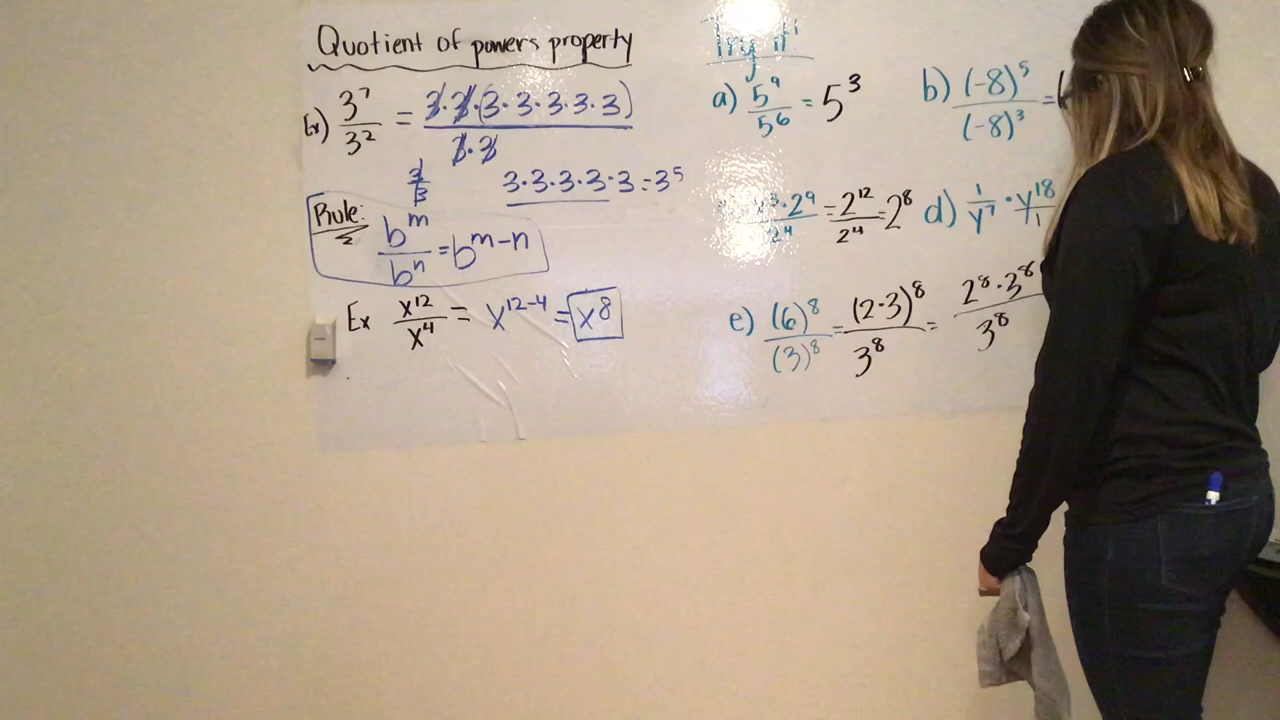 Quotient of powers property
Ex) 3^7/3^2 = 3·3·(3·3·3·3·3)/3·3
3/3 3·3·3·3·3=3^5
Rule:
b^m/b^n=b^m-n
Ex x^12/x^4 = x^12-4 = x^8
Try it!
a) 5^9/5^6 = 5^3
b) (-8)^5/(-8)^3 =(
·2^9/2^4 = 2^12/2^4 = 2^8
d) 1/y^7 · y^18/1
e) (6)^8/(3)^8 = (2·3)^8/3^8 = 2^8·3^8/3^8